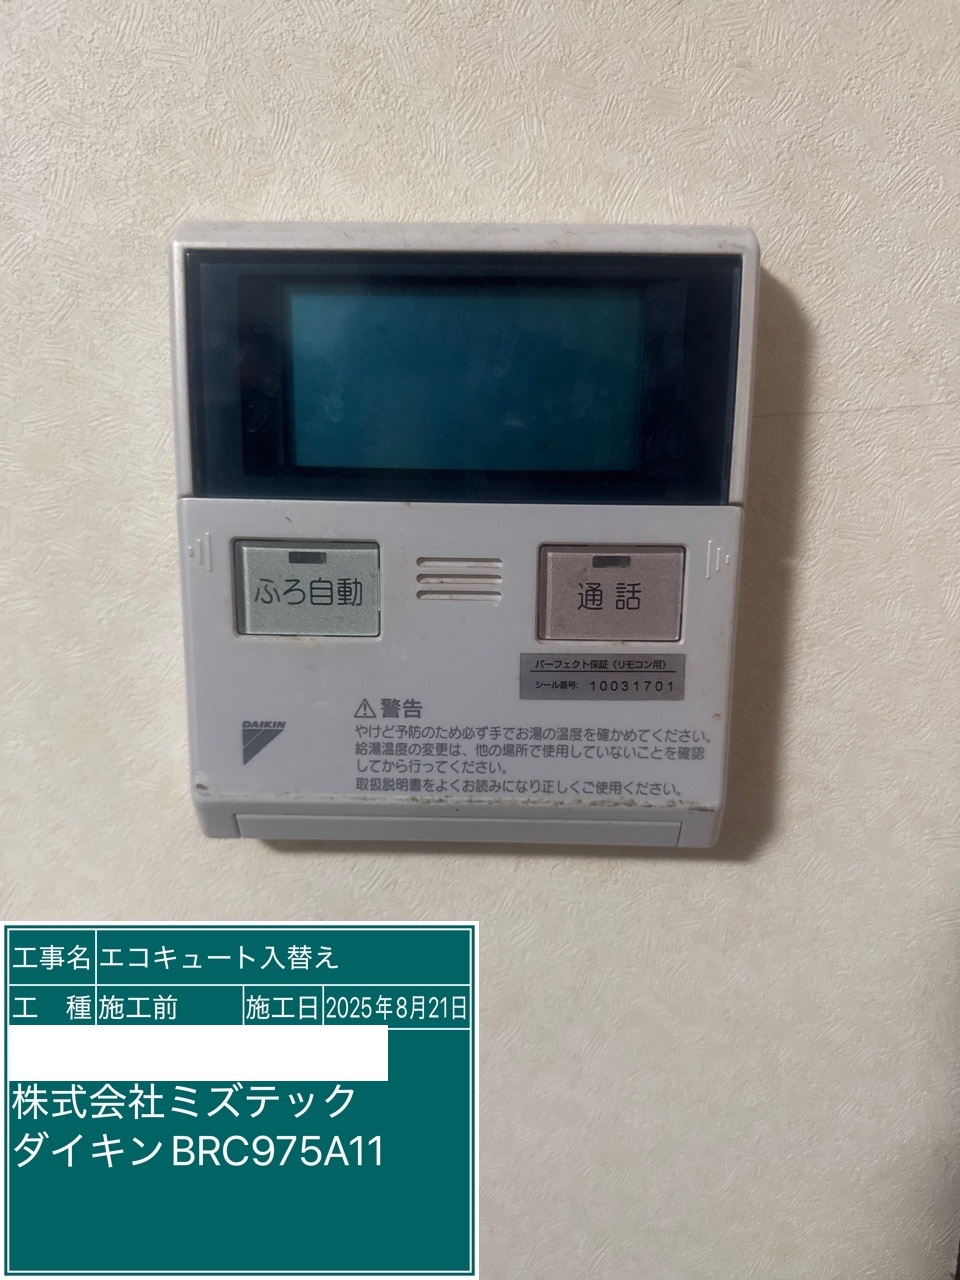 ふろ自動
通話
パーフェクト保証（リモコン用）
シール番号: 10031701
⚠警告
やけど予防のため必ず手でお湯の温度を確かめてください。
給湯温度の変更は、他の場所で使用していないことを確認
してから行ってください。
取扱説明書をよくお読みになり正しくご使用ください。
DAIKIN
工事名 エコキュート入替え
工　種 施工前 施工日 2025年8月21日
株式会社ミズテック
ダイキンBRC975A11